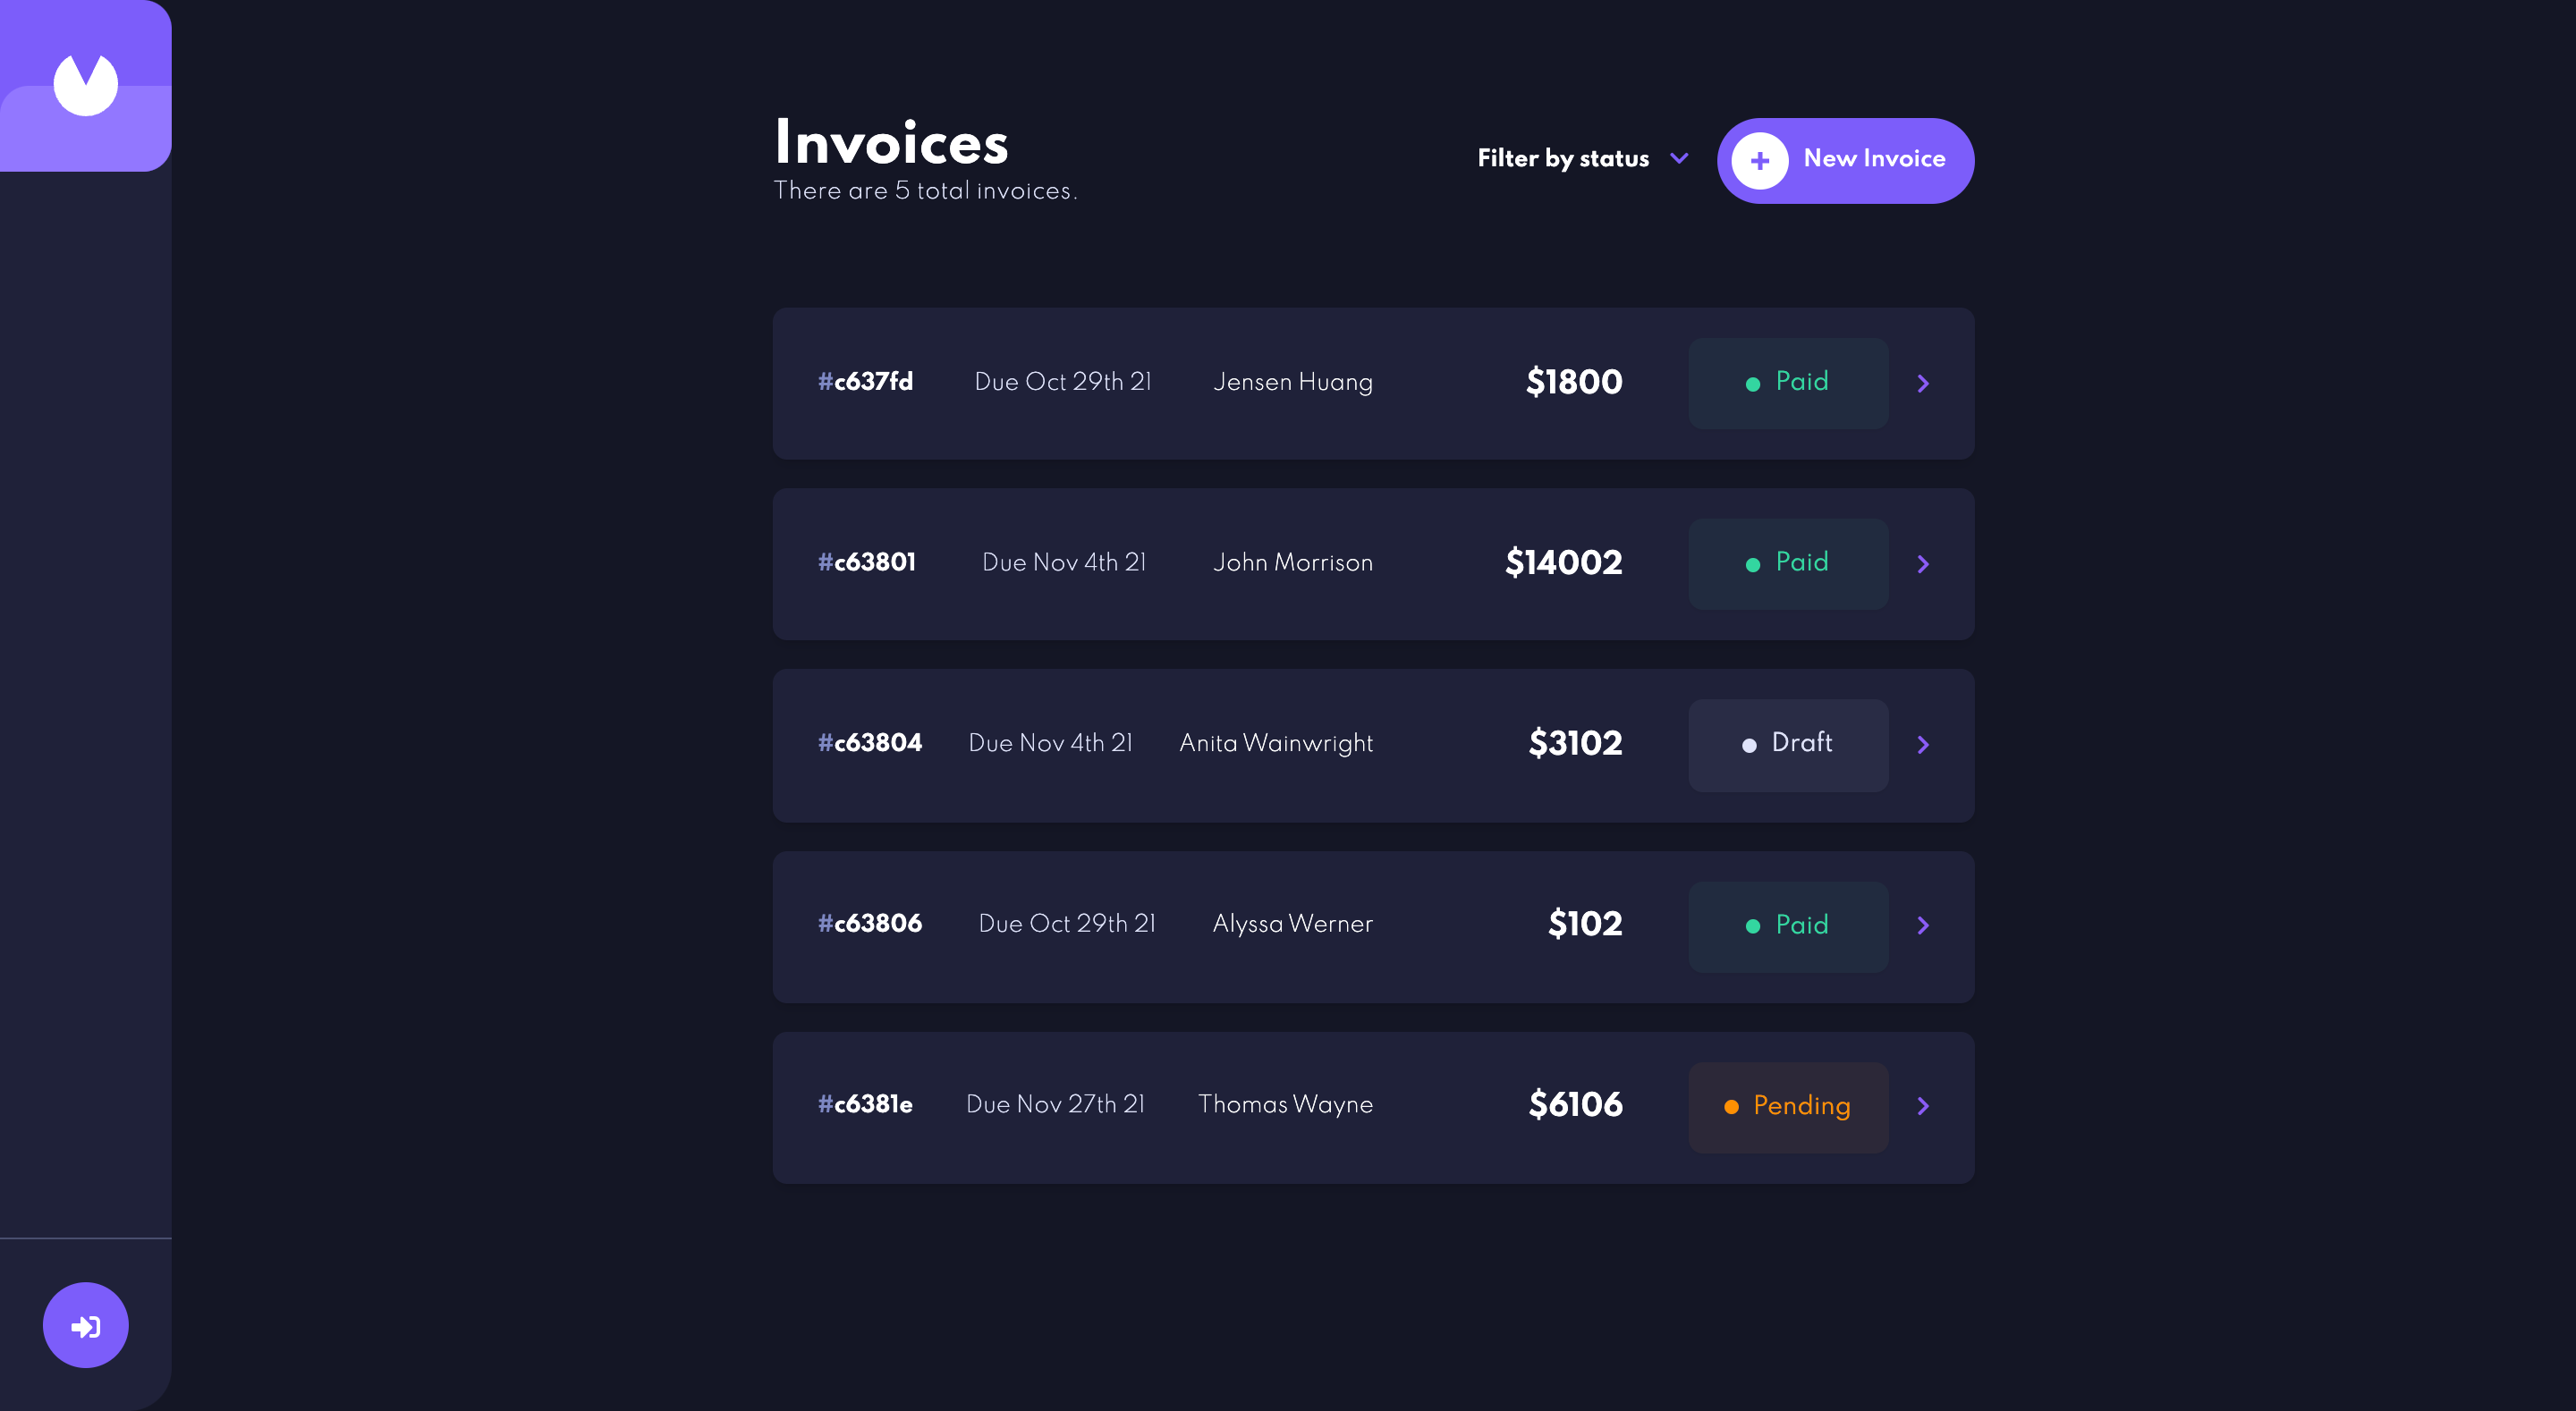 Invoices
There are 5 total invoices.
Filter by status
New Invoice
#c637fd Due Oct 29th 21 Jensen Huang $1800 Paid
#c63801 Due Nov 4th 21 John Morrison $14002 Paid
#c63804 Due Nov 4th 21 Anita Wainwright $3102 Draft
#c63806 Due Oct 29th 21 Alyssa Werner $102 Paid
#c6381e Due Nov 27th 21 Thomas Wayne $6106 Pending